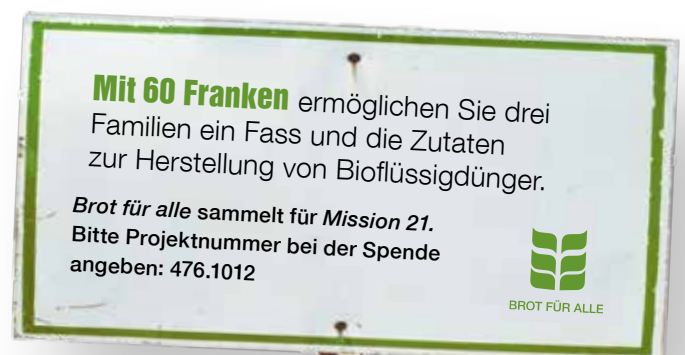 Mit 60 Franken ermöglichen Sie drei
Familien ein Fass und die Zutaten
zur Herstellung von Bioflüssigdünger.
Brot für alle sammelt für Mission 21.
Bitte Projektnummer bei der Spende
angeben: 476.1012
BROT FÜR ALLE